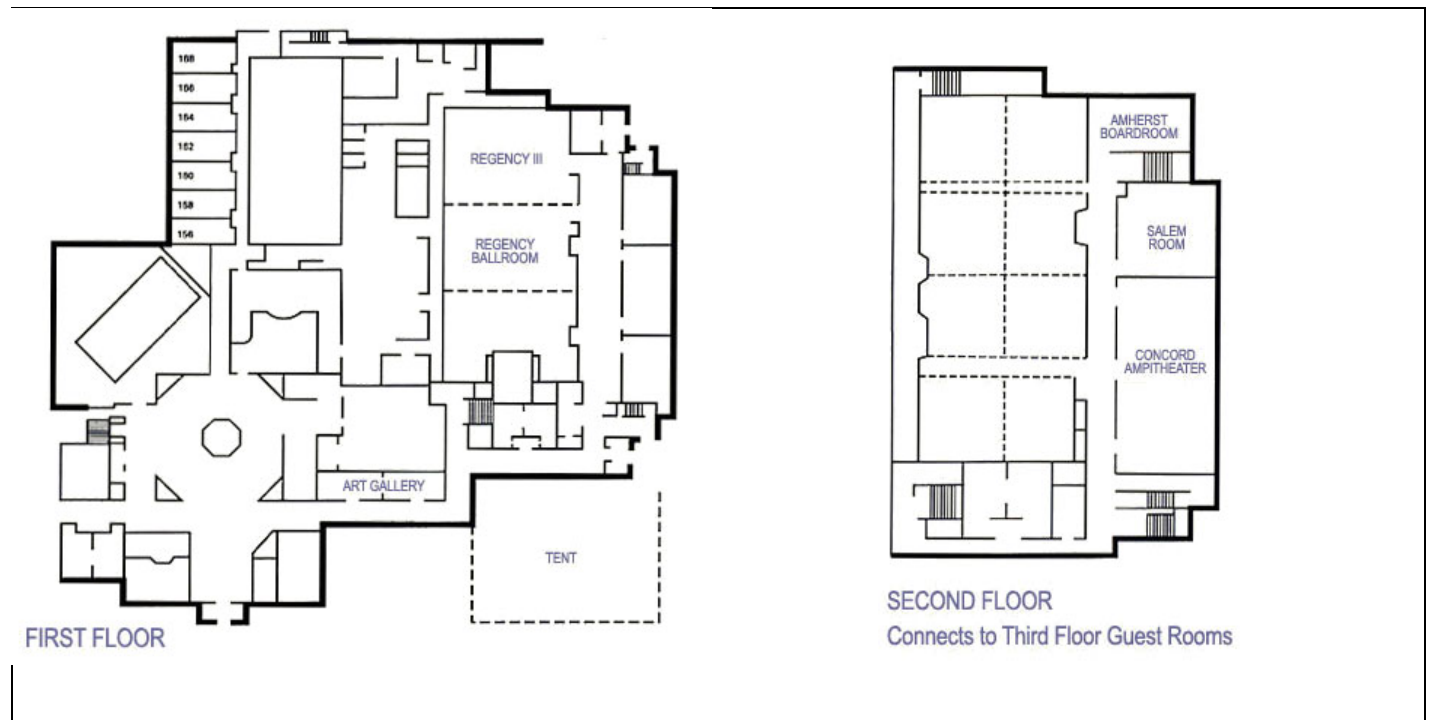 168
166
164
162
160
158
156
REGENCY III
REGENCY
BALLROOM
ART GALLERY
TENT
FIRST FLOOR
AMHERST
BOARDROOM
SALEM
ROOM
CONCORD
AMPITHEATER
SECOND FLOOR
Connects to Third Floor Guest Rooms